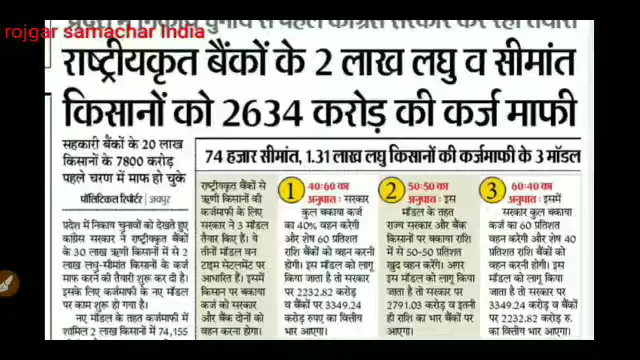 rojgar samachar India
राष्ट्रीयकृत बैंकों के 2 लाख लघु व सीमांत
किसानों को 2634 करोड़ की कर्ज माफी
सहकारी बैंकों के 20 लाख
किसानों के 7800 करोड़
पहले चरण में माफ हो चुके
पॉलिटिकल रिपोर्टर | जयपुर
प्रदेश में निकाय चुनावों को देखते हुए
कांग्रेस सरकार ने राष्ट्रीयकृत बैंकों
के 30 लाख ऋणी किसानों में से 2
लाख लघु-सीमांत किसानों के कर्ज
माफ करने की तैयारी शुरू कर दी है।
इसके लिए कर्जमाफी के नए मॉडल
पर काम शुरू हो गया है।
नए मॉडल के तहत कर्जमाफी में
शामिल 2 लाख किसानों में 74,155
74 हजार सीमांत, 1.31 लाख लघु किसानों की कर्जमाफी के 3 मॉडल
राष्ट्रीयकृत बैंकों से
ऋणी किसानों की
कर्जमाफी के लिए
सरकार ने 3 मॉडल
तैयार किए हैं। ये
तीनों मॉडल वन
टाइम सेटलमेंट पर
आधारित हैं। इसमें
किसान पर बकाया
कर्ज को सरकार
और बैंक दोनों को
वहन करना होगा।
1 40:60 का
अनुपात: सरकार
कुल बकाया कर्ज
का 40% वहन करेगी
और शेष 60 प्रतिशत
राशि बैंकों को वहन करनी
होगी। इस मॉडल को लागू
किया जाता है तो सरकार
पर 2232.82 करोड़
व बैंकों पर 3349.24
करोड़ रुपए का वित्तीय
भार आएगा।
2 50:50 का
अनुपात: इस
मॉडल के तहत
राज्य सरकार और बैंक
किसानों पर बकाया राशि
में से 50-50 प्रतिशत
खुद वहन करेंगे। अगर
इस मॉडल को लागू किया
जाता है तो सरकार पर
2791.03 करोड़ व इतनी
ही राशि का भार बैंकों पर
आएगा।
3 60:40 का
अनुपात: इसमें
सरकार कुल बकाया
कर्ज का 60 प्रतिशत
वहन करेगी और शेष 40
प्रतिशत राशि बैंकों को वहन
करनी होगी। इस मॉडल को
लागू किया जाता है तो
सरकार पर 3349.24 करोड़
व बैंकों पर 2232.82 करोड़ रु.
का वित्तीय भार आएगा।